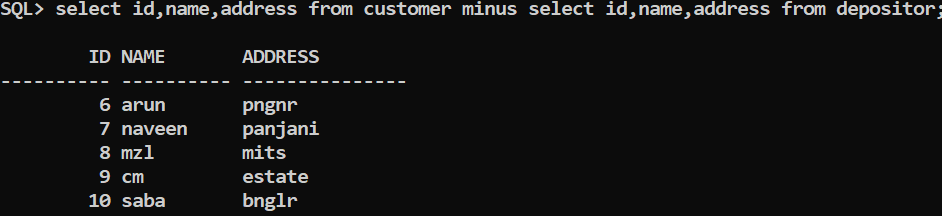 SQL> select id,name,address from customer minus select id,name,address from depositor;
ID NAME ADDRESS
---------- ---------- ---------------
6 arun pngnr
7 naveen panjani
8 mzl mits
9 cm estate
10 saba bnglr